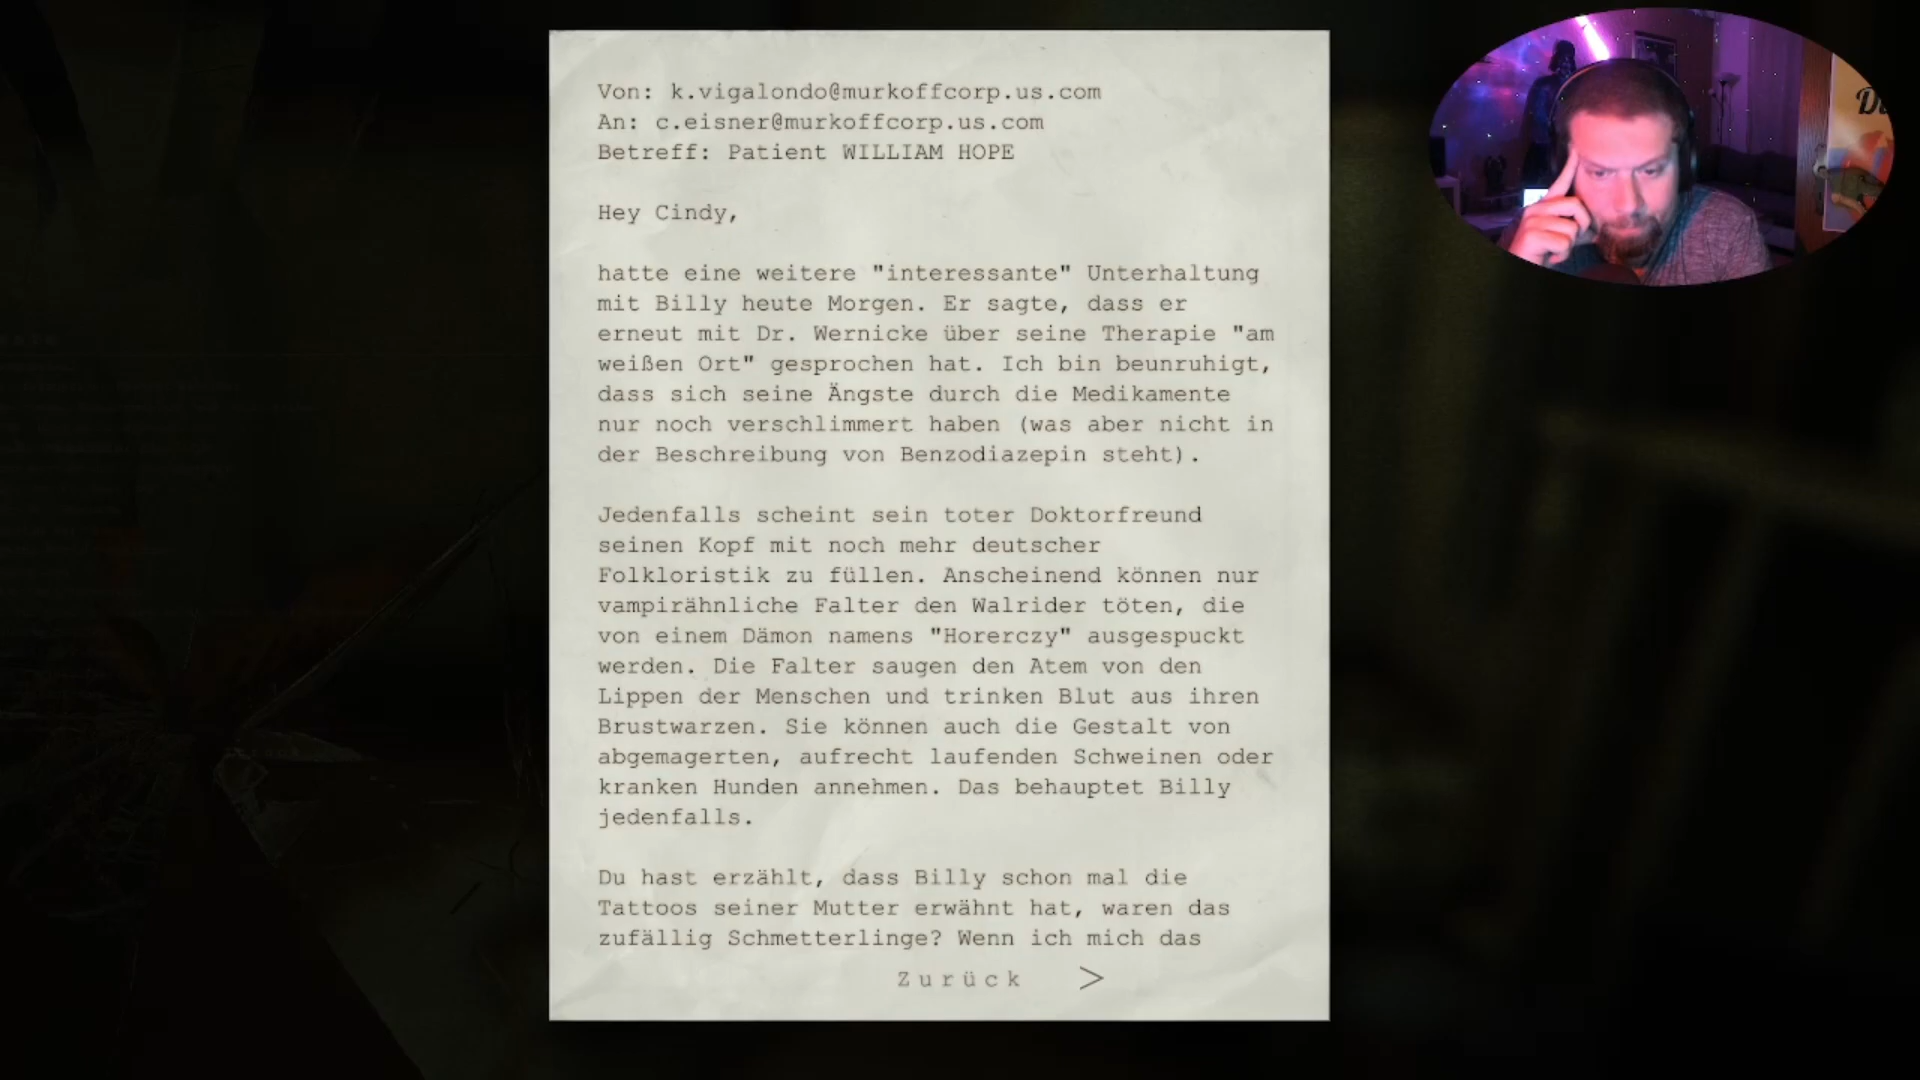 Von: k.vigalondo@murkoffcorp.us.com
An: c.eisner@murkoffcorp.us.com
Betreff: Patient WILLIAM HOPE
Hey Cindy,
hatte eine weitere "interessante" Unterhaltung
mit Billy heute Morgen. Er sagte, dass er
erneut mit Dr. Wernicke über seine Therapie "am
weißen Ort" gesprochen hat. Ich bin beunruhigt,
dass sich seine Ängste durch die Medikamente
nur noch verschlimmert haben (was aber nicht in
der Beschreibung von Benzodiazepin steht).
Jedenfalls scheint sein toter Doktorfreund
seinen Kopf mit noch mehr deutscher
Folkloristik zu füllen. Anscheinend können nur
vampirähnliche Falter den Walrider töten, die
von einem Dämon namens "Horerczy" ausgespuckt
werden. Die Falter saugen den Atem von den
Lippen der Menschen und trinken Blut aus ihren
Brustwarzen. Sie können auch die Gestalt von
abgemagerten, aufrecht laufenden Schweinen oder
kranken Hunden annehmen. Das behauptet Billy
jedenfalls.
Du hast erzählt, dass Billy schon mal die
Tattoos seiner Mutter erwähnt hat, waren das
zufällig Schmetterlinge? Wenn ich mich das
Zurück >